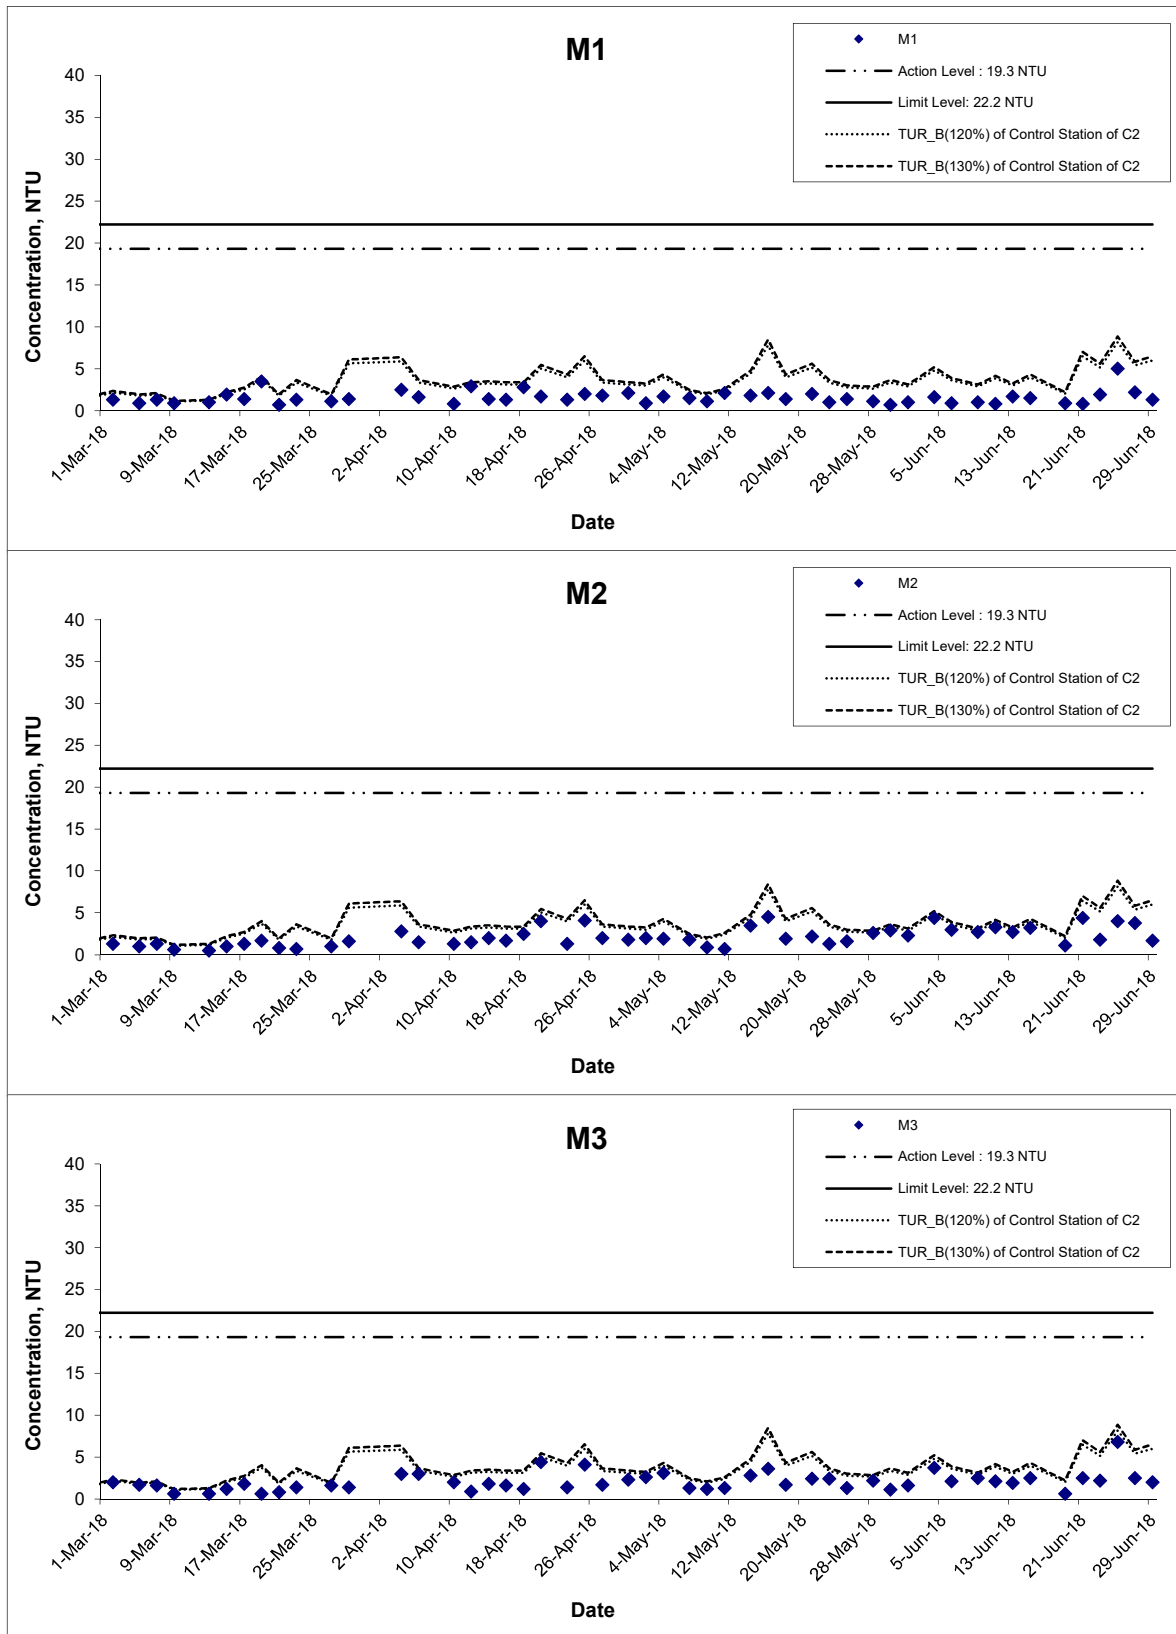 M1
M1
Action Level : 19.3 NTU
Limit Level: 22.2 NTU
TUR_B(120%) of Control Station of C2
TUR_B(130%) of Control Station of C2
Concentration, NTU
40
35
30
25
20
15
10
5
0
1-Mar-18
9-Mar-18
17-Mar-18
25-Mar-18
2-Apr-18
10-Apr-18
18-Apr-18
26-Apr-18
4-May-18
12-May-18
20-May-18
28-May-18
5-Jun-18
13-Jun-18
21-Jun-18
29-Jun-18
Date
M2
M2
Action Level : 19.3 NTU
Limit Level: 22.2 NTU
TUR_B(120%) of Control Station of C2
TUR_B(130%) of Control Station of C2
Concentration, NTU
40
35
30
25
20
15
10
5
0
1-Mar-18
9-Mar-18
17-Mar-18
25-Mar-18
2-Apr-18
10-Apr-18
18-Apr-18
26-Apr-18
4-May-18
12-May-18
20-May-18
28-May-18
5-Jun-18
13-Jun-18
21-Jun-18
29-Jun-18
Date
M3
M3
Action Level : 19.3 NTU
Limit Level: 22.2 NTU
TUR_B(120%) of Control Station of C2
TUR_B(130%) of Control Station of C2
Concentration, NTU
40
35
30
25
20
15
10
5
0
1-Mar-18
9-Mar-18
17-Mar-18
25-Mar-18
2-Apr-18
10-Apr-18
18-Apr-18
26-Apr-18
4-May-18
12-May-18
20-May-18
28-May-18
5-Jun-18
13-Jun-18
21-Jun-18
29-Jun-18
Date